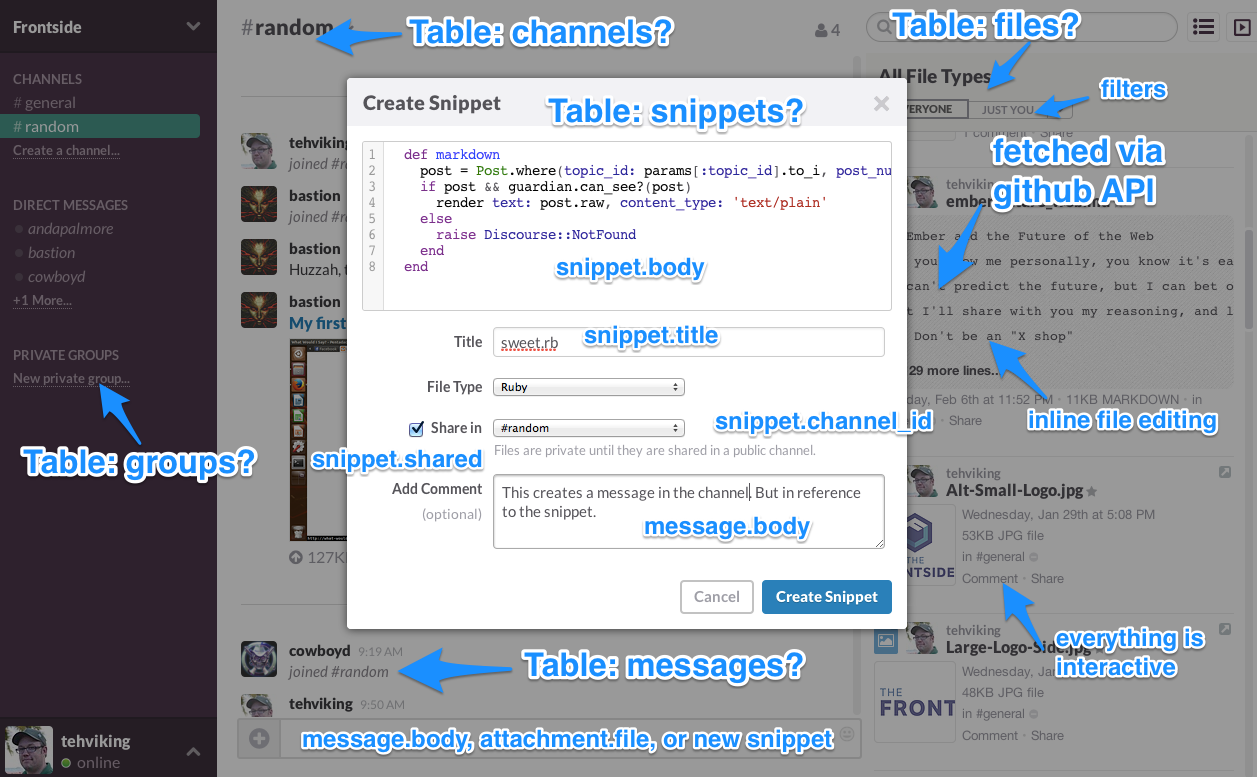 Frontside
CHANNELS
# general
# random
Create a channel...
DIRECT MESSAGES
andapalmore
bastion
cowboyd
+1 More...
PRIVATE GROUPS
New private group...
Table: groups?
tehviking
online
#random
Table: channels?
4
tehviking
joined #
bastion
joined #
bastion
Huzzah,
bastion
My first
127K
cowboyd 9:19 AM
joined #random
Table: messages?
tehviking 9:50 AM
message.body, attachment.file, or new snippet
Create Snippet
Table: snippets?
1 def markdown
2 post = Post.where(topic_id: params[:topic_id].to_i, post_nu
3 if post && guardian.can_see?(post)
4 render text: post.raw, content_type: 'text/plain'
5 else
6 raise Discourse::NotFound
7 end
8 end
snippet.body
Title sweet.rb snippet.title
File Type Ruby
Share in #random snippet.channel_id
snippet.shared
Files are private until they are shared in a public channel.
Add Comment
(optional)
This creates a message in the channel. But in reference
to the snippet.
message.body
Cancel Create Snippet
Table: files?
All File Types
ERYONE JUST YOU
filters
1 comment · Share
fetched via
github API
tehviking
Ember and the Future of the Web
you know me personally, you know it's ea
can't predict the future, but I can bet o
t I'll share with you my reasoning, and l
Don't be an "X shop"
29 more lines...
day, Feb 6th at 11:52 PM · 11KB MARKDOWN · in
Share
inline file editing
tehviking
Alt-Small-Logo.jpg
THE
ONTSIDE
Wednesday, Jan 29th at 5:08 PM
53KB JPG file
in #general
Comment · Share
everything is
interactive
tehviking
Large-Logo-Side.jpg
THE
FRONT
Wednesday, Jan
48KB JPG file
in #general
Comment · Share